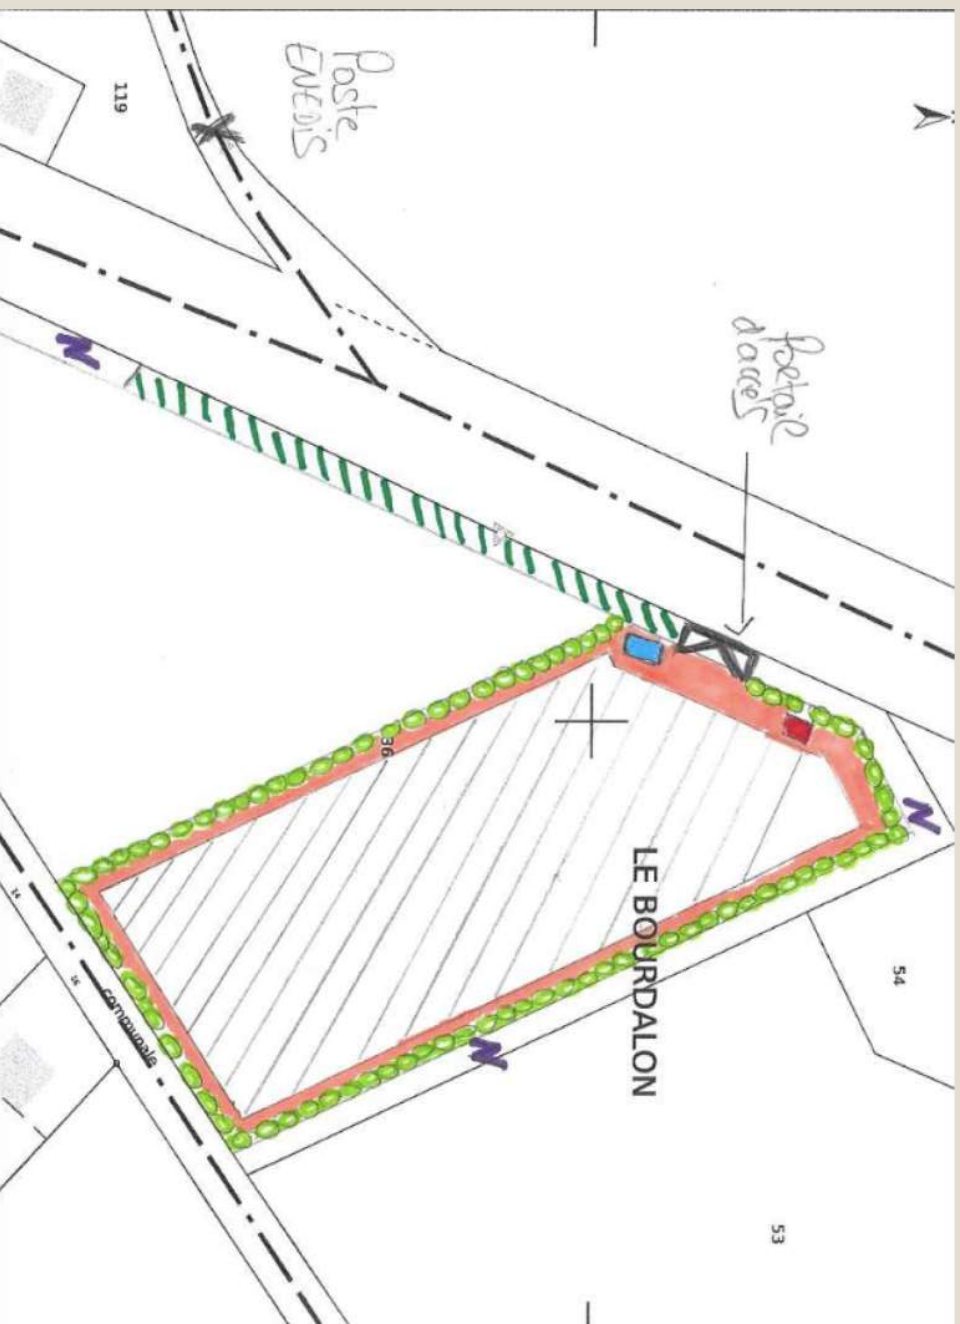 Poste
ENEDIS
119
Portail
d'accès
N
36
N
LE BOURDALON
54
N
communale
53